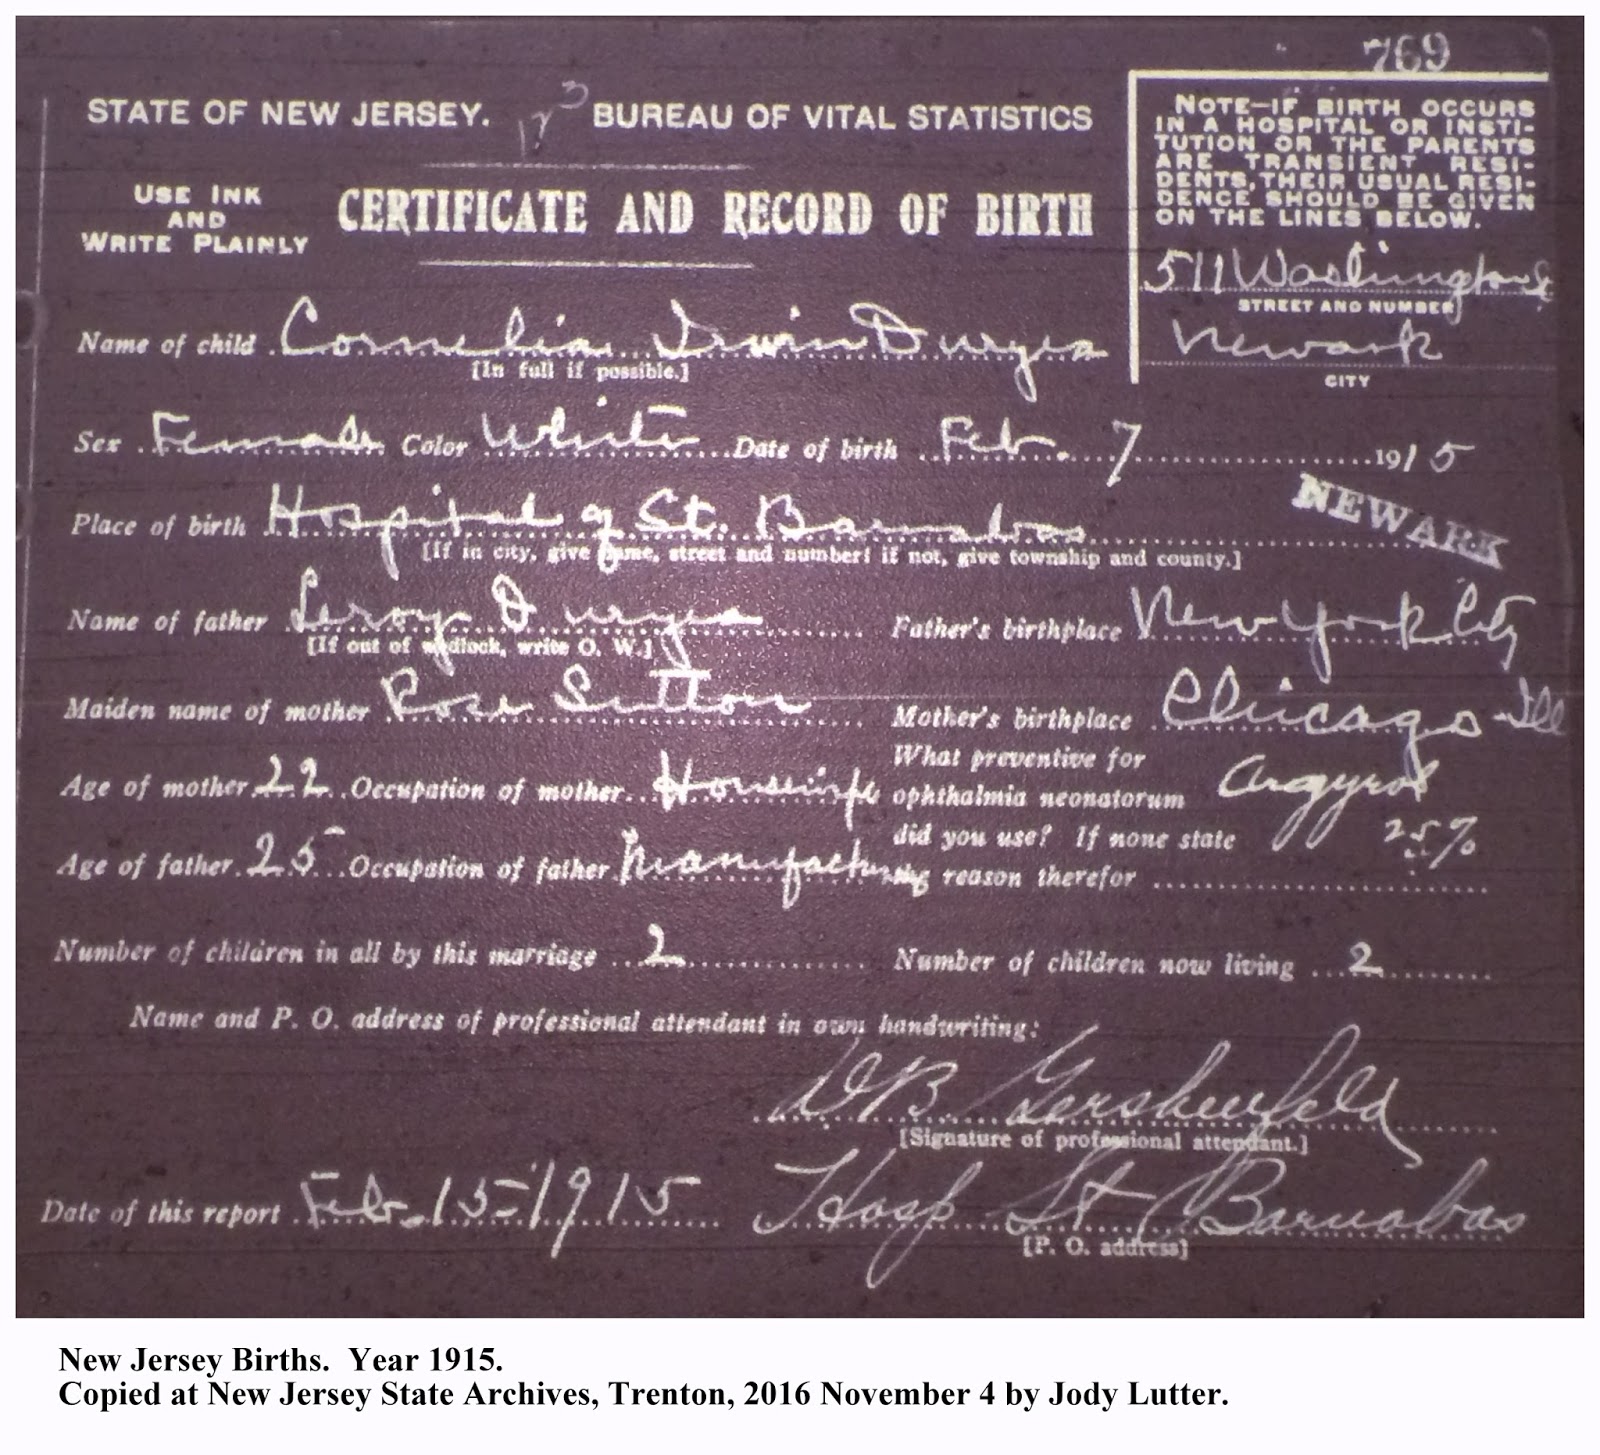 769
STATE OF NEW JERSEY. BUREAU OF VITAL STATISTICS
USE INK
AND
WRITE PLAINLY
CERTIFICATE AND RECORD OF BIRTH
NOTE—IF BIRTH OCCURS
IN A HOSPITAL OR INSTI-
TUTION OR THE PARENTS
ARE TRANSIENT RESI-
DENTS, THEIR USUAL RESI-
DENCE SHOULD BE GIVEN
ON THE LINES BELOW.
511 Washington St
STREET AND NUMBER
Newark
CITY
Name of child Cornelia Irwin Duryea
[In full if possible.]
Sex Female Color White Date of birth Feb. 7 1915
NEWARK
Place of birth Hospital of St. Barnabas
[If in city, give name, street and number; if not, give township and county.]
Name of father Leroy Duryea Father's birthplace New York City
[If out of wedlock, write O. W.]
Maiden name of mother Rose Sutton Mother's birthplace Chicago Ill
Age of mother 22 Occupation of mother Housewife
What preventive for
ophthalmia neonatorum Argyrol
did you use? If none state 25%
Age of father 25 Occupation of father Manufacturing
reason therefor
Number of children in all by this marriage 2 Number of children now living 2
Name and P. O. address of professional attendant in own handwriting:
Gershenfeld
[Signature of professional attendant.]
Date of this report Feb. 15-1915 Hosp St Barnabas
[P. O. address]
New Jersey Births. Year 1915.
Copied at New Jersey State Archives, Trenton, 2016 November 4 by Jody Lutter.